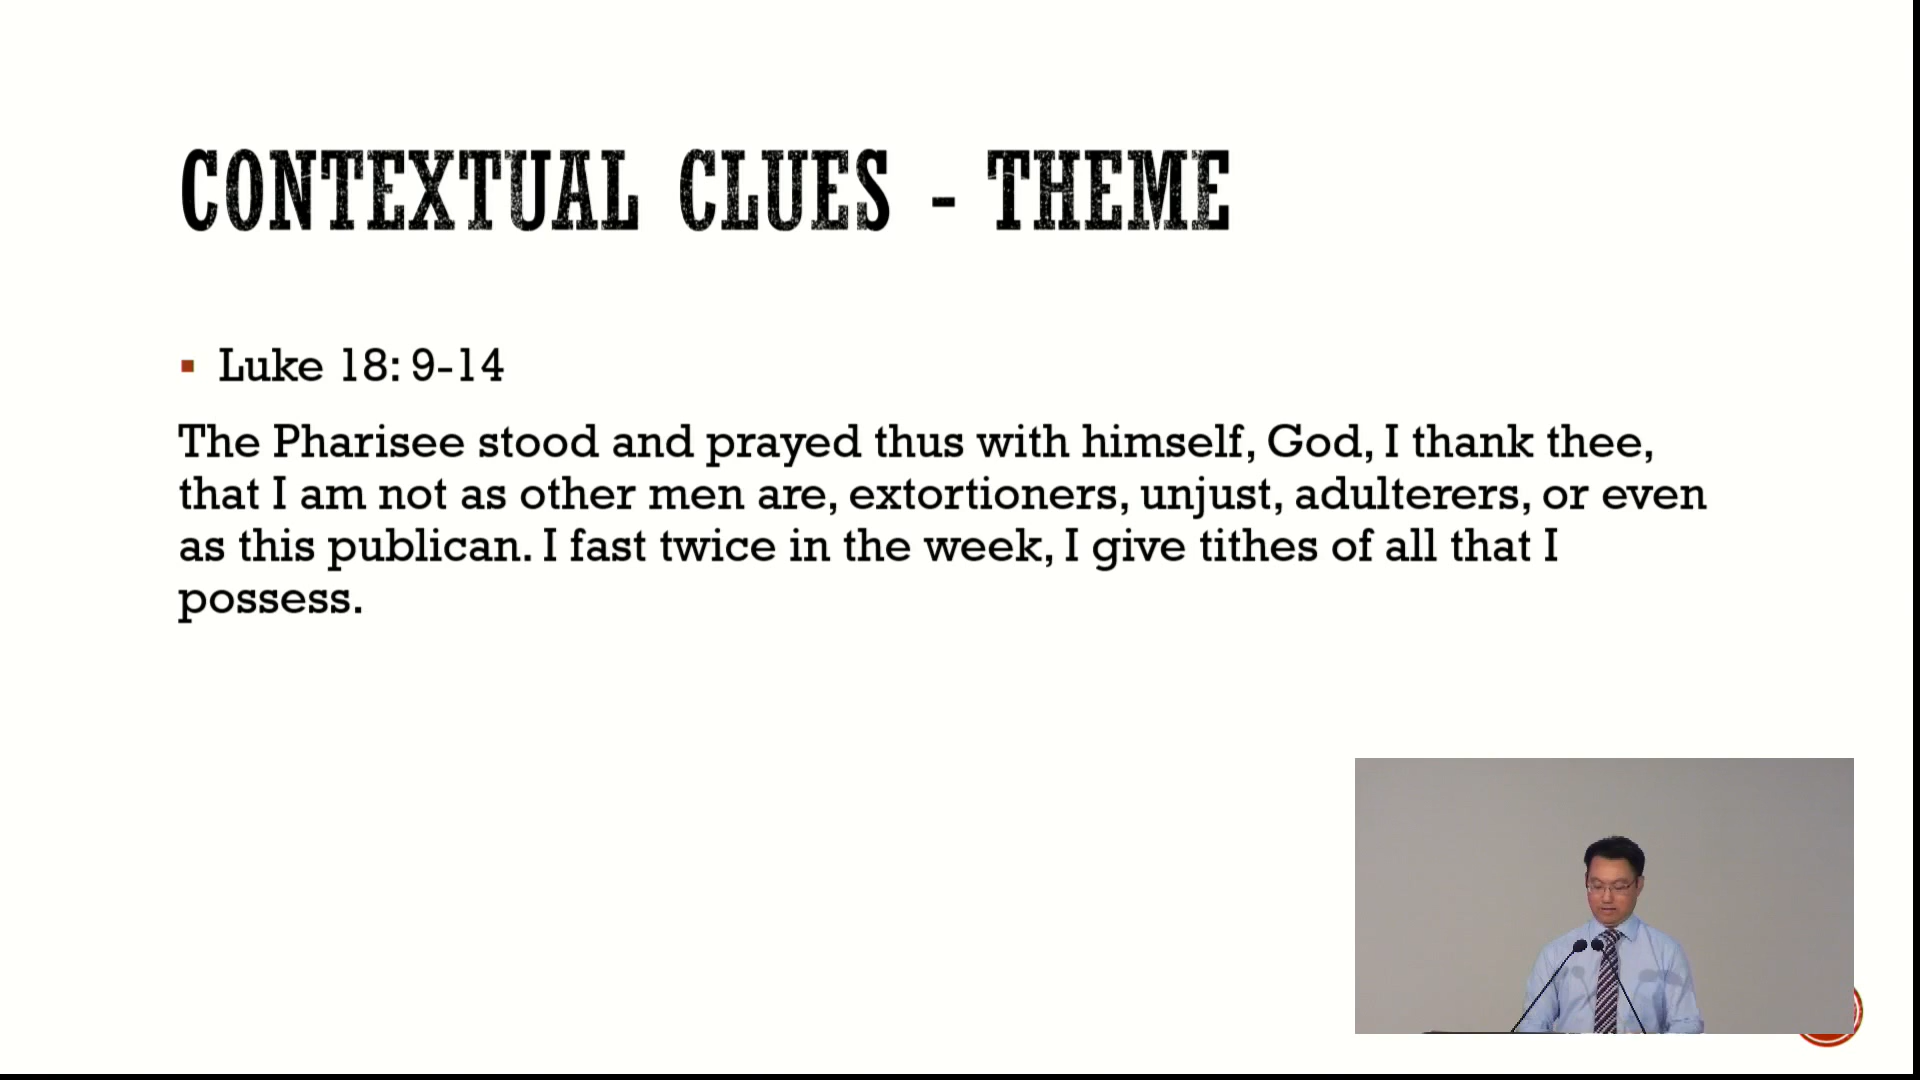 CONTEXTUAL CLUES - THEME
Luke 18: 9-14
The Pharisee stood and prayed thus with himself, God, I thank thee,
that I am not as other men are, extortioners, unjust, adulterers, or even
as this publican. I fast twice in the week, I give tithes of all that I
possess.